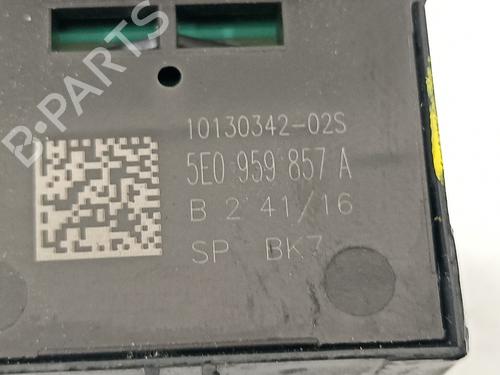 B-PARTS
10130342-02S
5E0 959 857 A
B 2 41/16
SP BK7